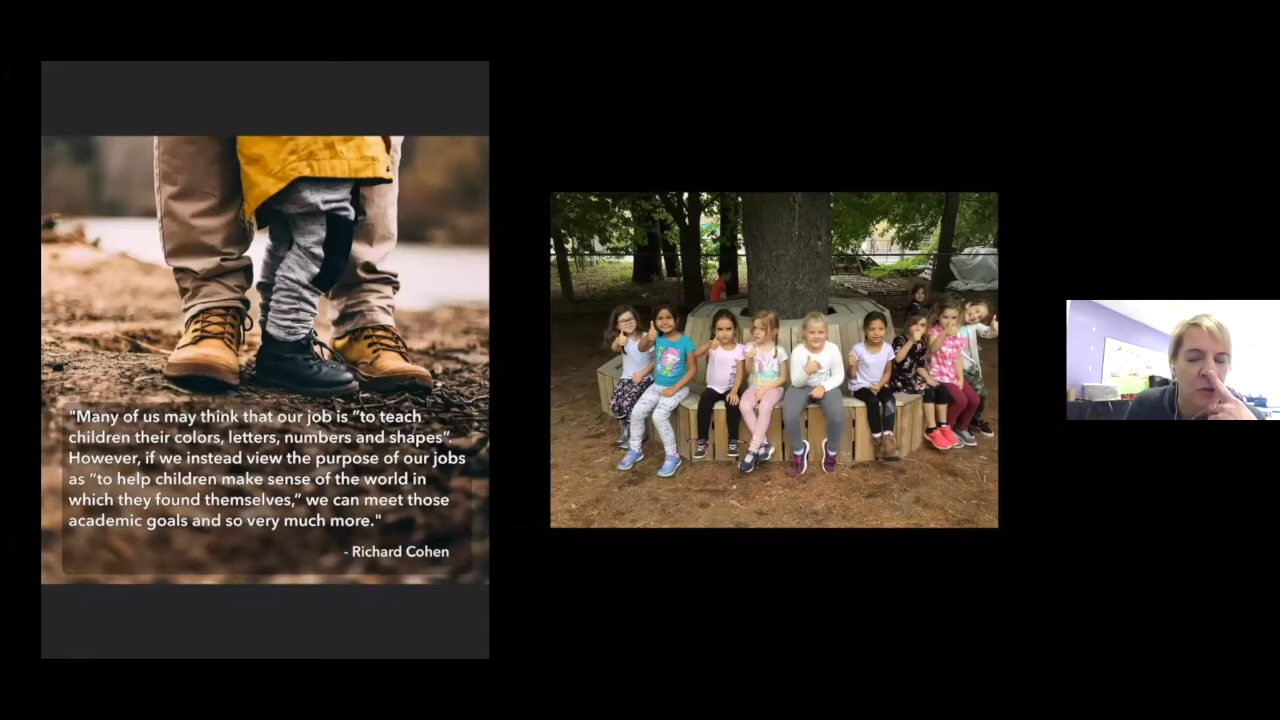 "Many of us may think that our job is “to teach
children their colors, letters, numbers and shapes”.
However, if we instead view the purpose of our jobs
as “to help children make sense of the world in
which they found themselves,” we can meet those
academic goals and so very much more."
- Richard Cohen